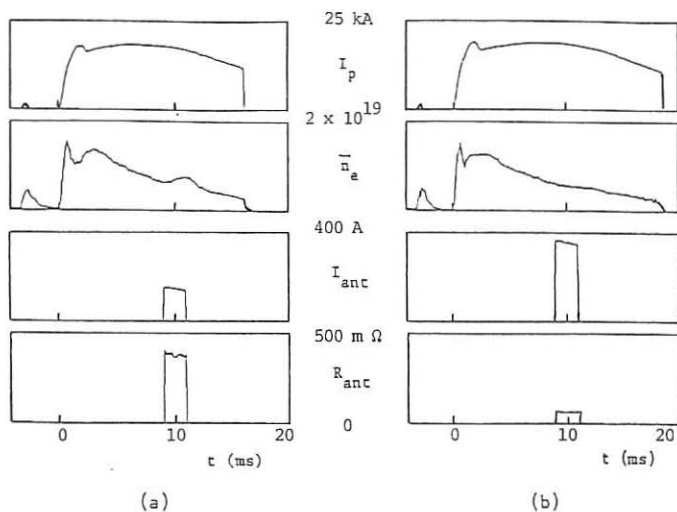 25 kA
I_p
2 x 10^19
n̅_e
400 A
I_ant
500 m Ω
R_ant
0
0 10 20
t (ms)
0 10 20
t (ms)
(a)
(b)